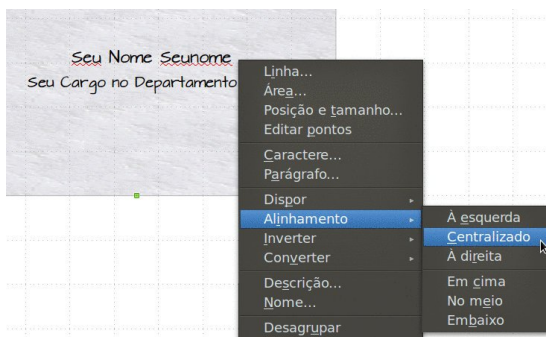 Seu Nome Seunome
Seu Cargo no Departamento
Linha...
Área...
Posição e tamanho...
Editar pontos
Caractere...
Parágrafo...
Dispor
Alinhamento
Inverter
Converter
Descrição...
Nome...
Desagrupar
À esquerda
Centralizado
À direita
Em cima
No meio
Embaixo